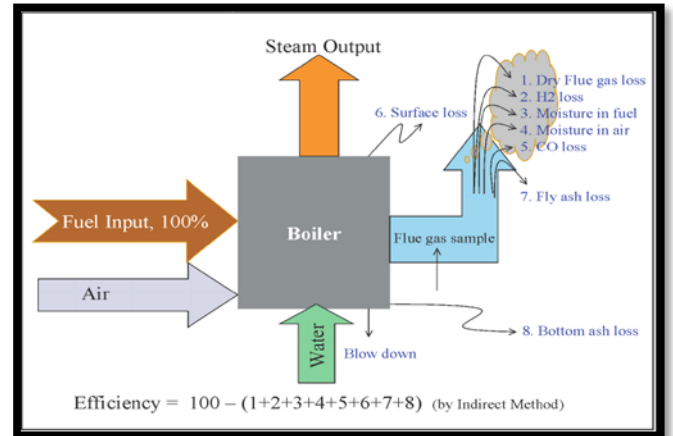 Steam Output
1. Dry Flue gas loss
2. H2 loss
6. Surface loss
3. Moisture in fuel
4. Moisture in air
5. CO loss
7. Fly ash loss
Fuel Input, 100%
Boiler
Flue gas sample
Air
Water
Blow down
8. Bottom ash loss
Efficiency = 100 – (1+2+3+4+5+6+7+8) (by Indirect Method)